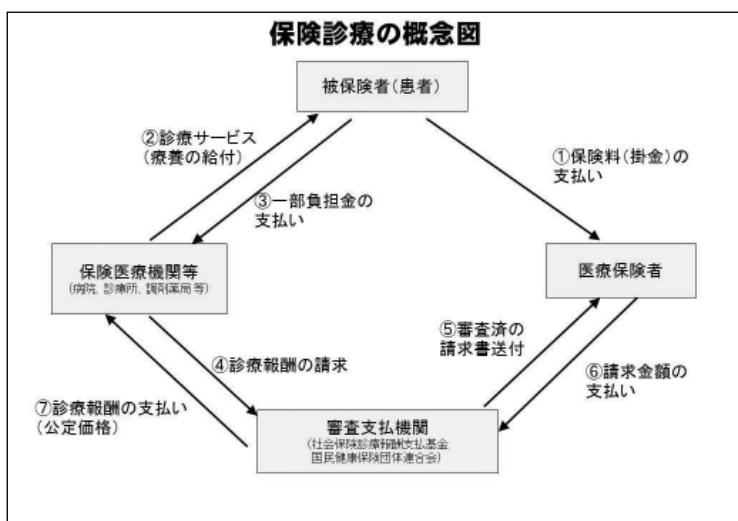 保険診療の概念図
被保険者（患者）
②診療サービス
（療養の給付）
①保険料（掛金）の
支払い
③一部負担金の
支払い
保険医療機関等
（病院、診療所、調剤薬局 等）
医療保険者
⑤審査済の
請求書送付
④診療報酬の請求
⑥請求金額の
支払い
⑦診療報酬の支払い
（公定価格）
審査支払機関
（社会保険診療報酬支払基金
国民健康保険団体連合会）